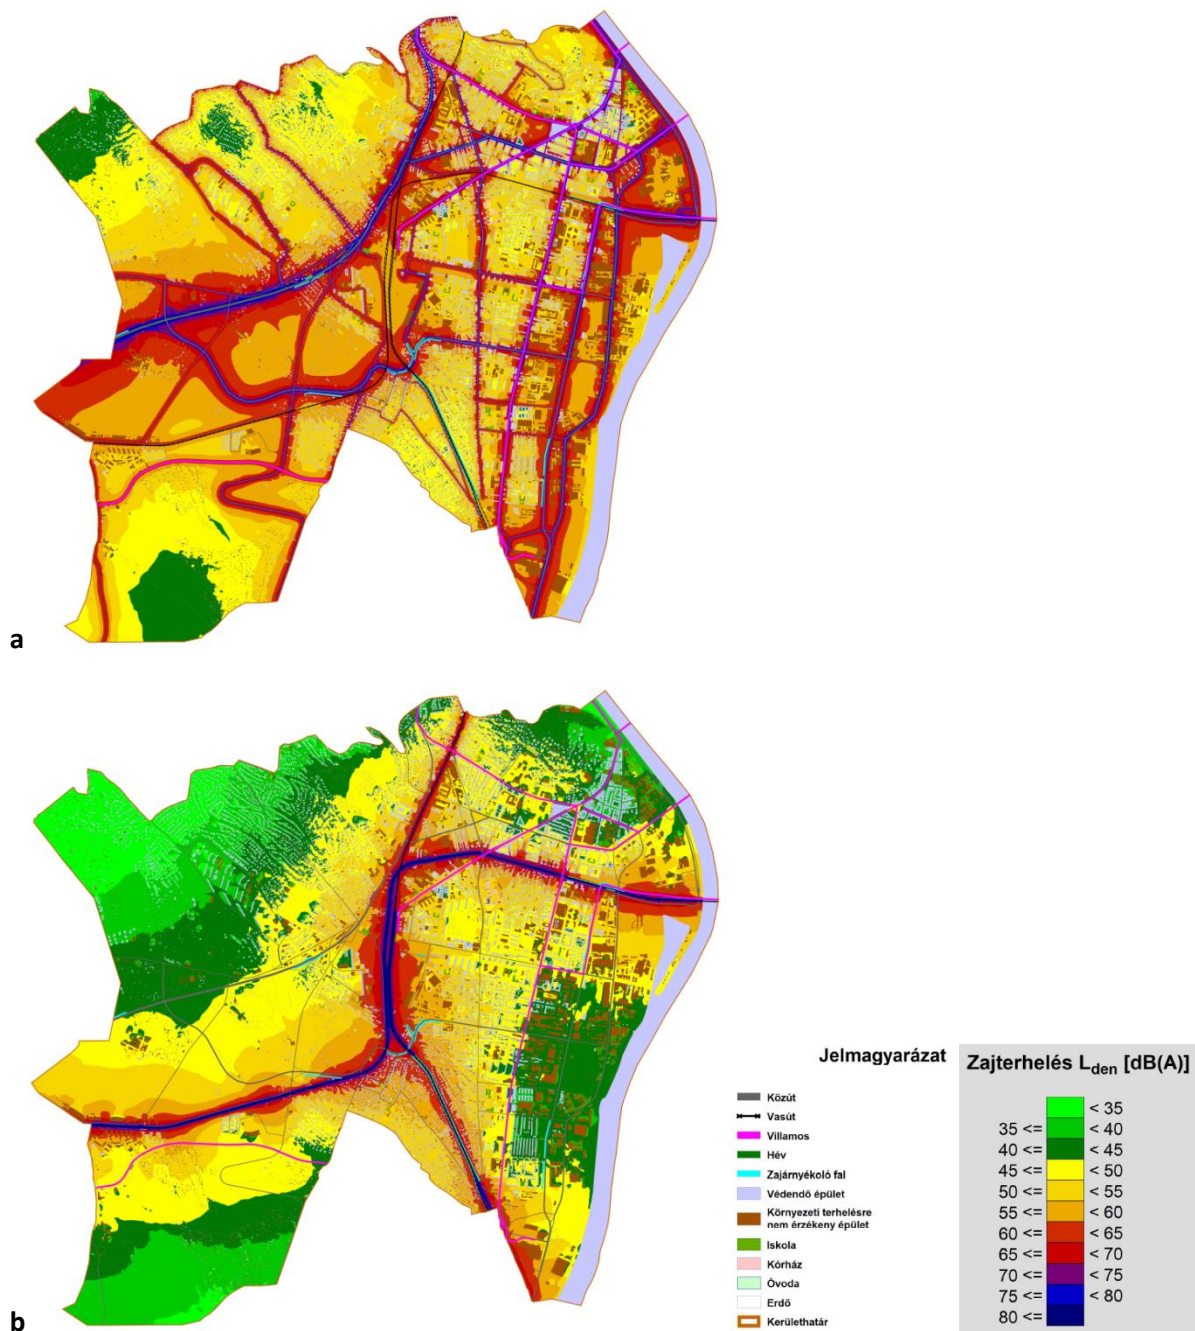 a
b
Jelmagyarázat
Közút
Vasút
Villamos
Hév
Zajárnyékoló fal
Védendő épület
Környezeti terhelésre
nem érzékeny épület
Iskola
Kórház
Óvoda
Erdő
Kerülethatár
Zajterhelés Lden [dB(A)]
< 35
35 <= < 40
40 <= < 45
45 <= < 50
50 <= < 55
55 <= < 60
60 <= < 65
65 <= < 70
70 <= < 75
75 <= < 80
80 <=